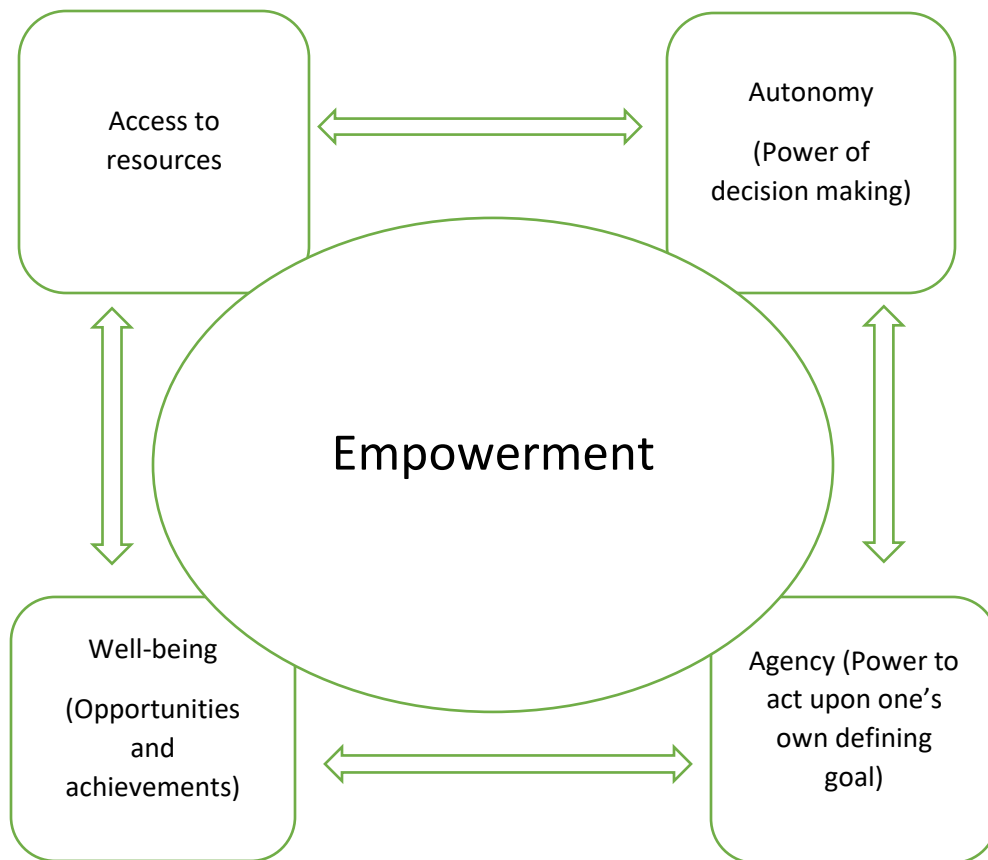 Access to
resources
Autonomy
(Power of
decision making)
Empowerment
Well-being
(Opportunities
and
achievements)
Agency (Power to
act upon one’s
own defining
goal)